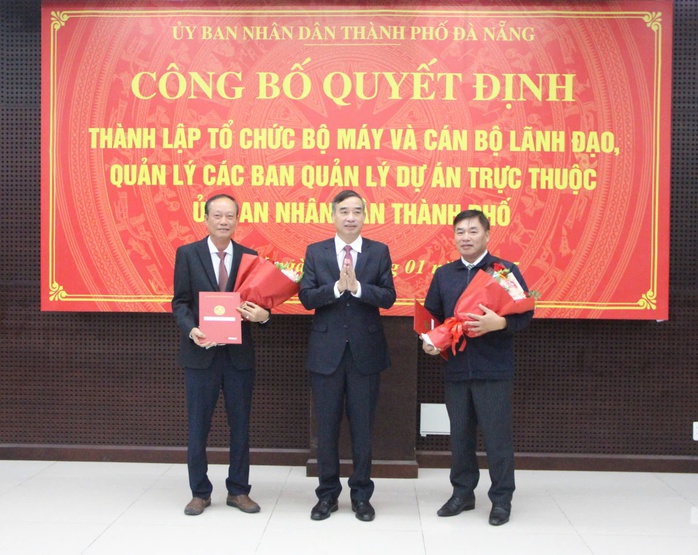 ỦY BAN NHÂN DÂN THÀNH PHỐ ĐÀ NẴNG
CÔNG BỐ QUYẾT ĐỊNH
THÀNH LẬP TỔ CHỨC BỘ MÁY VÀ CÁN BỘ LÃNH ĐẠO,
QUẢN LÝ CÁC BAN QUẢN LÝ DỰ ÁN TRỰC THUỘC
NHÂN THÀNH PHỐ
01